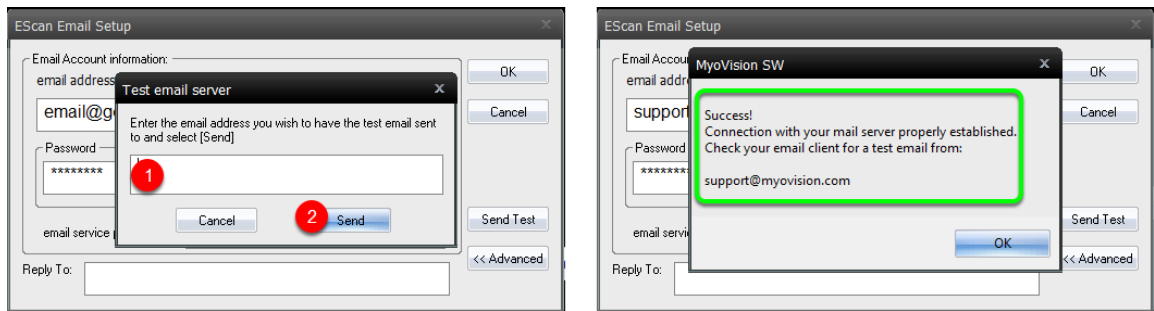 EScan Email Setup x
Email Account information:
email address
email@g
OK
Cancel
Test email server x
Enter the email address you wish to have the test email sent
to and select [Send]
1
Password
********
Cancel
2 Send
Send Test
email service
<< Advanced
Reply To:
EScan Email Setup x
Email Accou
email addre
suppor
OK
Cancel
MyoVision SW x
Success!
Connection with your mail server properly established.
Check your email client for a test email from:
support@myovision.com
Password
*******
OK
Send Test
email servi
<< Advanced
Reply To: